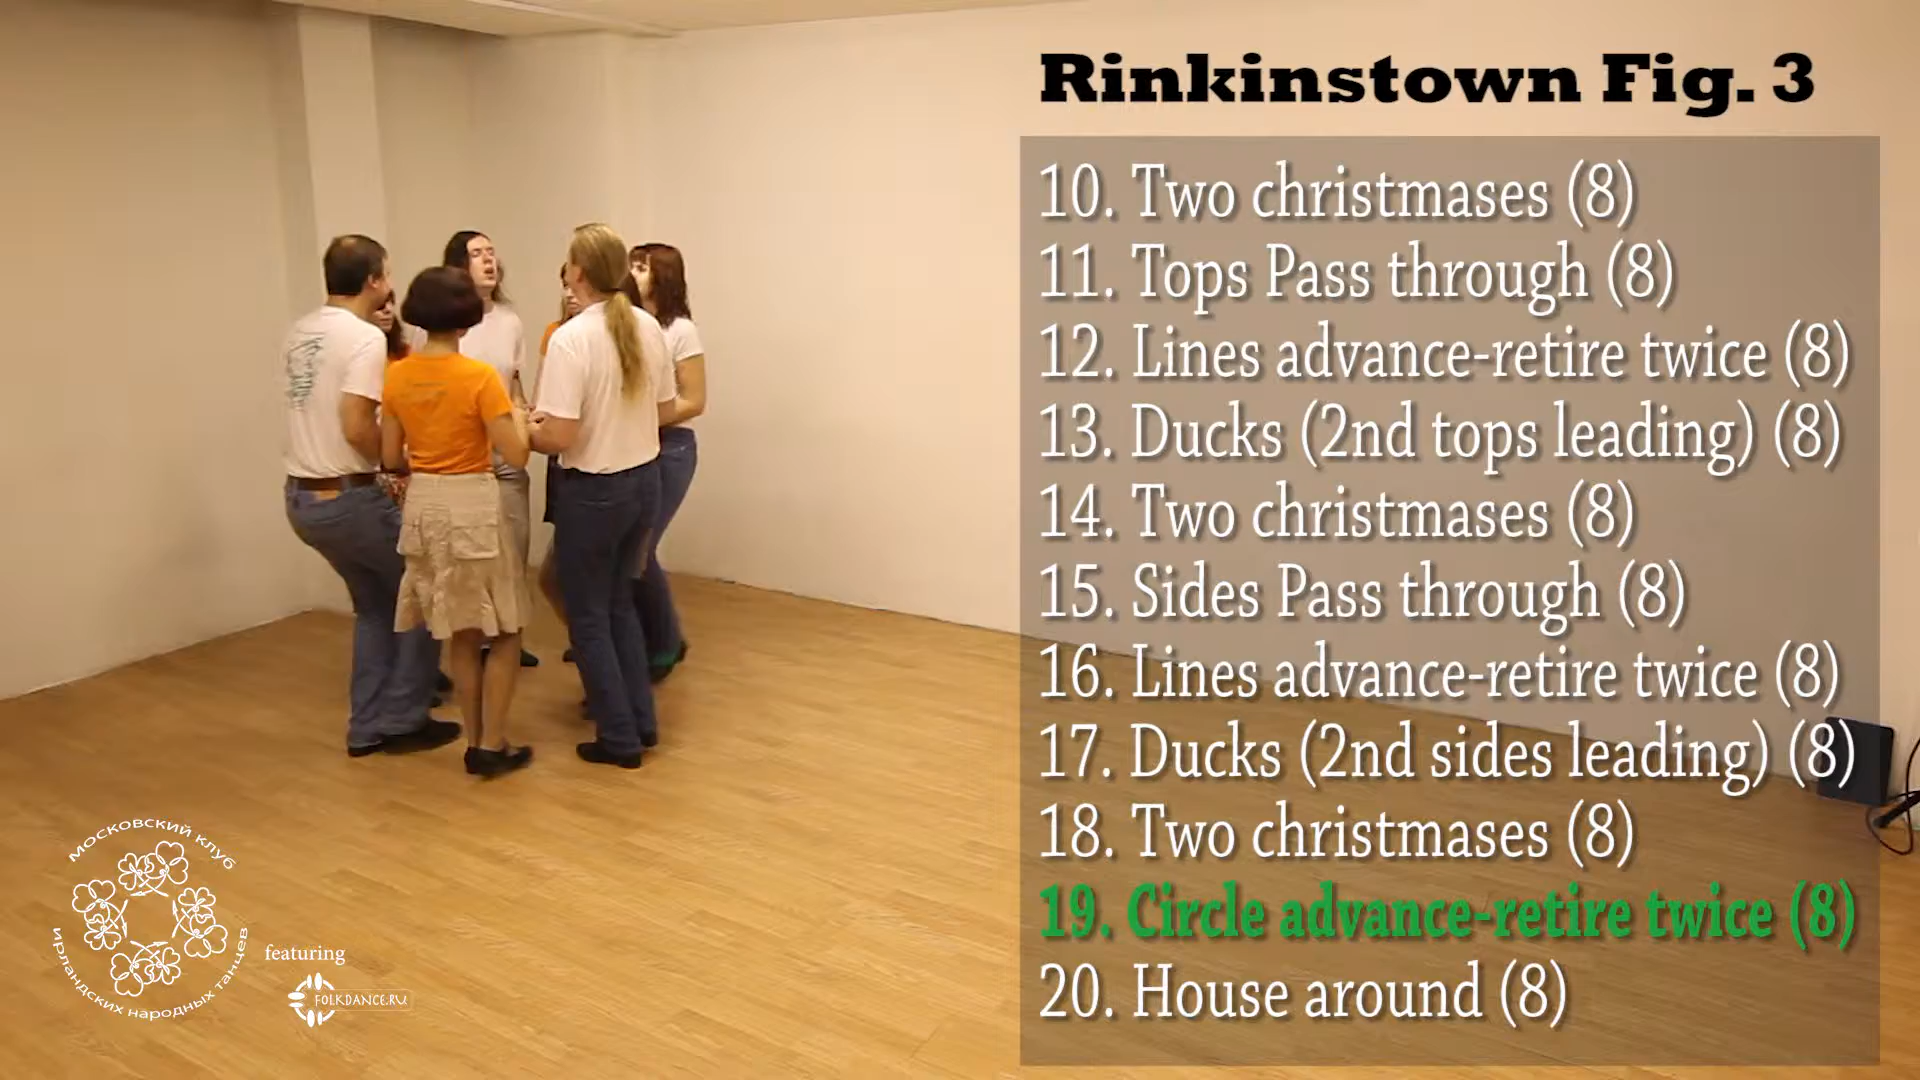 Rinkinstown Fig. 3
10. Two christmases (8)
11. Tops Pass through (8)
12. Lines advance-retire twice (8)
13. Ducks (2nd tops leading) (8)
14. Two christmases (8)
15. Sides Pass through (8)
16. Lines advance-retire twice (8)
17. Ducks (2nd sides leading) (8)
18. Two christmases (8)
19. Circle advance-retire twice (8)
20. House around (8)
московский клуб
ирландских народных танцев
featuring
FOLKDANCE.RU